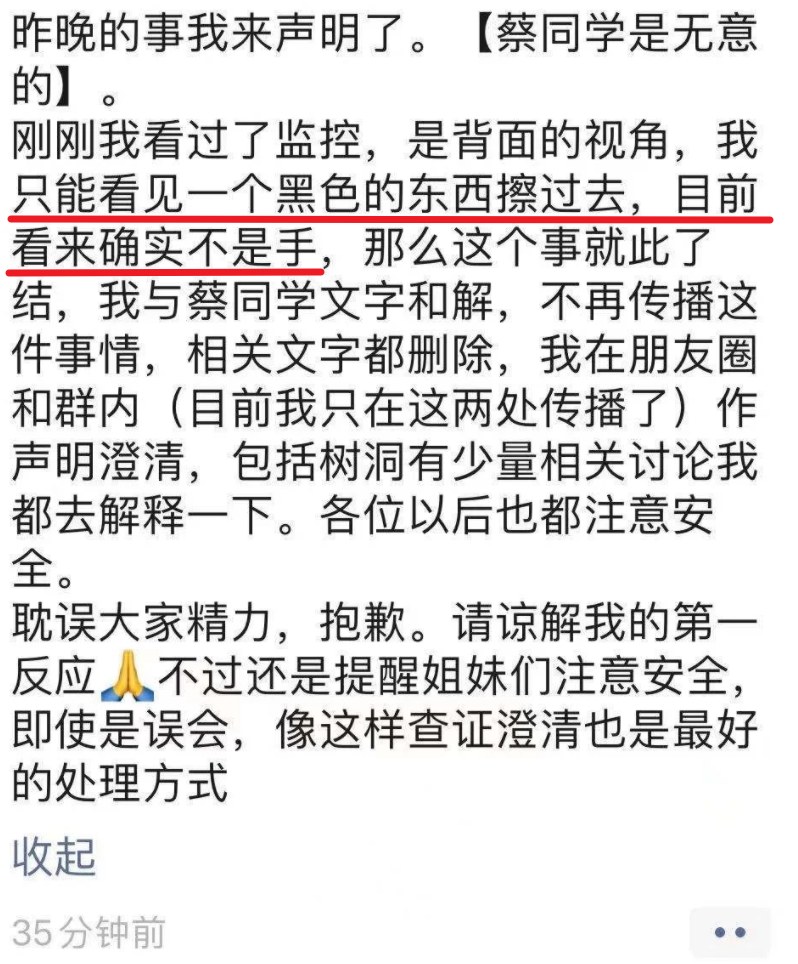 昨晚的事我来声明了。【蔡同学是无意
的】。
刚刚我看过了监控，是背面的视角，我
只能看见一个黑色的东西擦过去，目前
看来确实不是手，那么这个事就此了
结，我与蔡同学文字和解，不再传播这
件事情，相关文字都删除，我在朋友圈
和群内（目前我只在这两处传播了）作
声明澄清，包括树洞有少量相关讨论我
都去解释一下。各位以后也都注意安
全。
耽误大家精力，抱歉。请谅解我的第一
反应🙏不过还是提醒姐妹们注意安全，
即使是误会，像这样查证澄清也是最好
的处理方式
收起
35分钟前